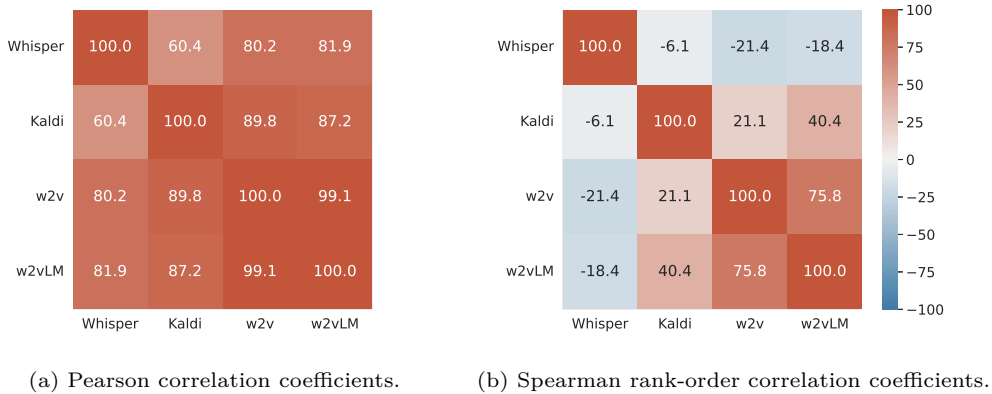 Whisper 100.0 60.4 80.2 81.9
Kaldi 60.4 100.0 89.8 87.2
w2v 80.2 89.8 100.0 99.1
w2vLM 81.9 87.2 99.1 100.0
Whisper Kaldi w2v w2vLM
(a) Pearson correlation coefficients.
Whisper 100.0 -6.1 -21.4 -18.4
Kaldi -6.1 100.0 21.1 40.4
w2v -21.4 21.1 100.0 75.8
w2vLM -18.4 40.4 75.8 100.0
Whisper Kaldi w2v w2vLM
100
75
50
25
0
−25
−50
−75
−100
(b) Spearman rank-order correlation coefficients.